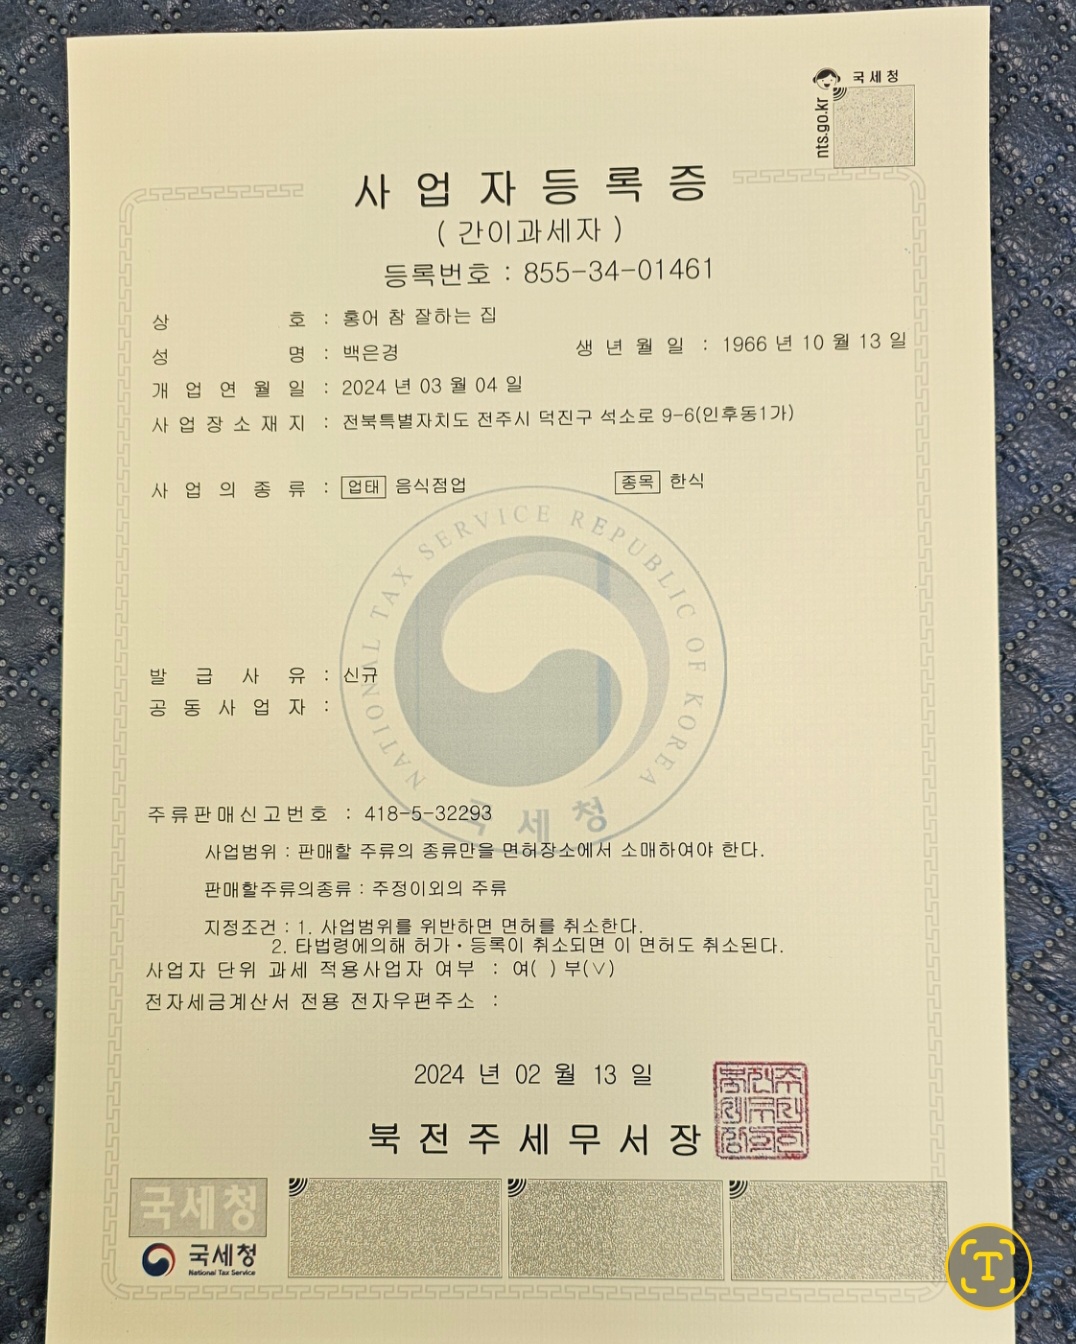 국세청
nts.go.kr
사업자등록증
( 간이과세자 )
등록번호 : 855-34-01461
상 호 : 홍어 참 잘하는 집
성 명 : 백은경 생 년 월 일 : 1966 년 10 월 13 일
개 업 연 월 일 : 2024 년 03 월 04 일
사 업 장 소 재 지 : 전북특별자치도 전주시 덕진구 석소로 9-6(인후동1가)
사 업 의 종 류 : 업태 음식점업 종목 한식
NATIONAL TAX SERVICE REPUBLIC OF KOREA
발 급 사 유 : 신규
공 동 사 업 자 :
주류판매신고번호 : 418-5-32293
국세청
사업범위 : 판매할 주류의 종류만을 면허장소에서 소매하여야 한다.
판매할주류의종류 : 주정이외의 주류
지정조건 : 1. 사업범위를 위반하면 면허를 취소한다.
2. 타법령에의해 허가·등록이 취소되면 이 면허도 취소된다.
사업자 단위 과세 적용사업자 여부 : 여( ) 부(∨)
전자세금계산서 전용 전자우편주소 :
2024 년 02 월 13 일
북전주세무서장
국세청
국세청
National Tax Service
T